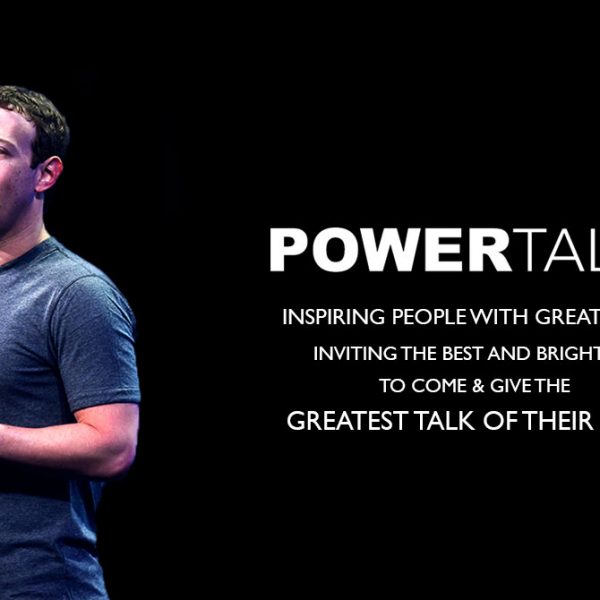 POWERTAL
INSPIRING PEOPLE WITH GREAT
INVITING THE BEST AND BRIGHT
TO COME & GIVE THE
GREATEST TALK OF THEIR